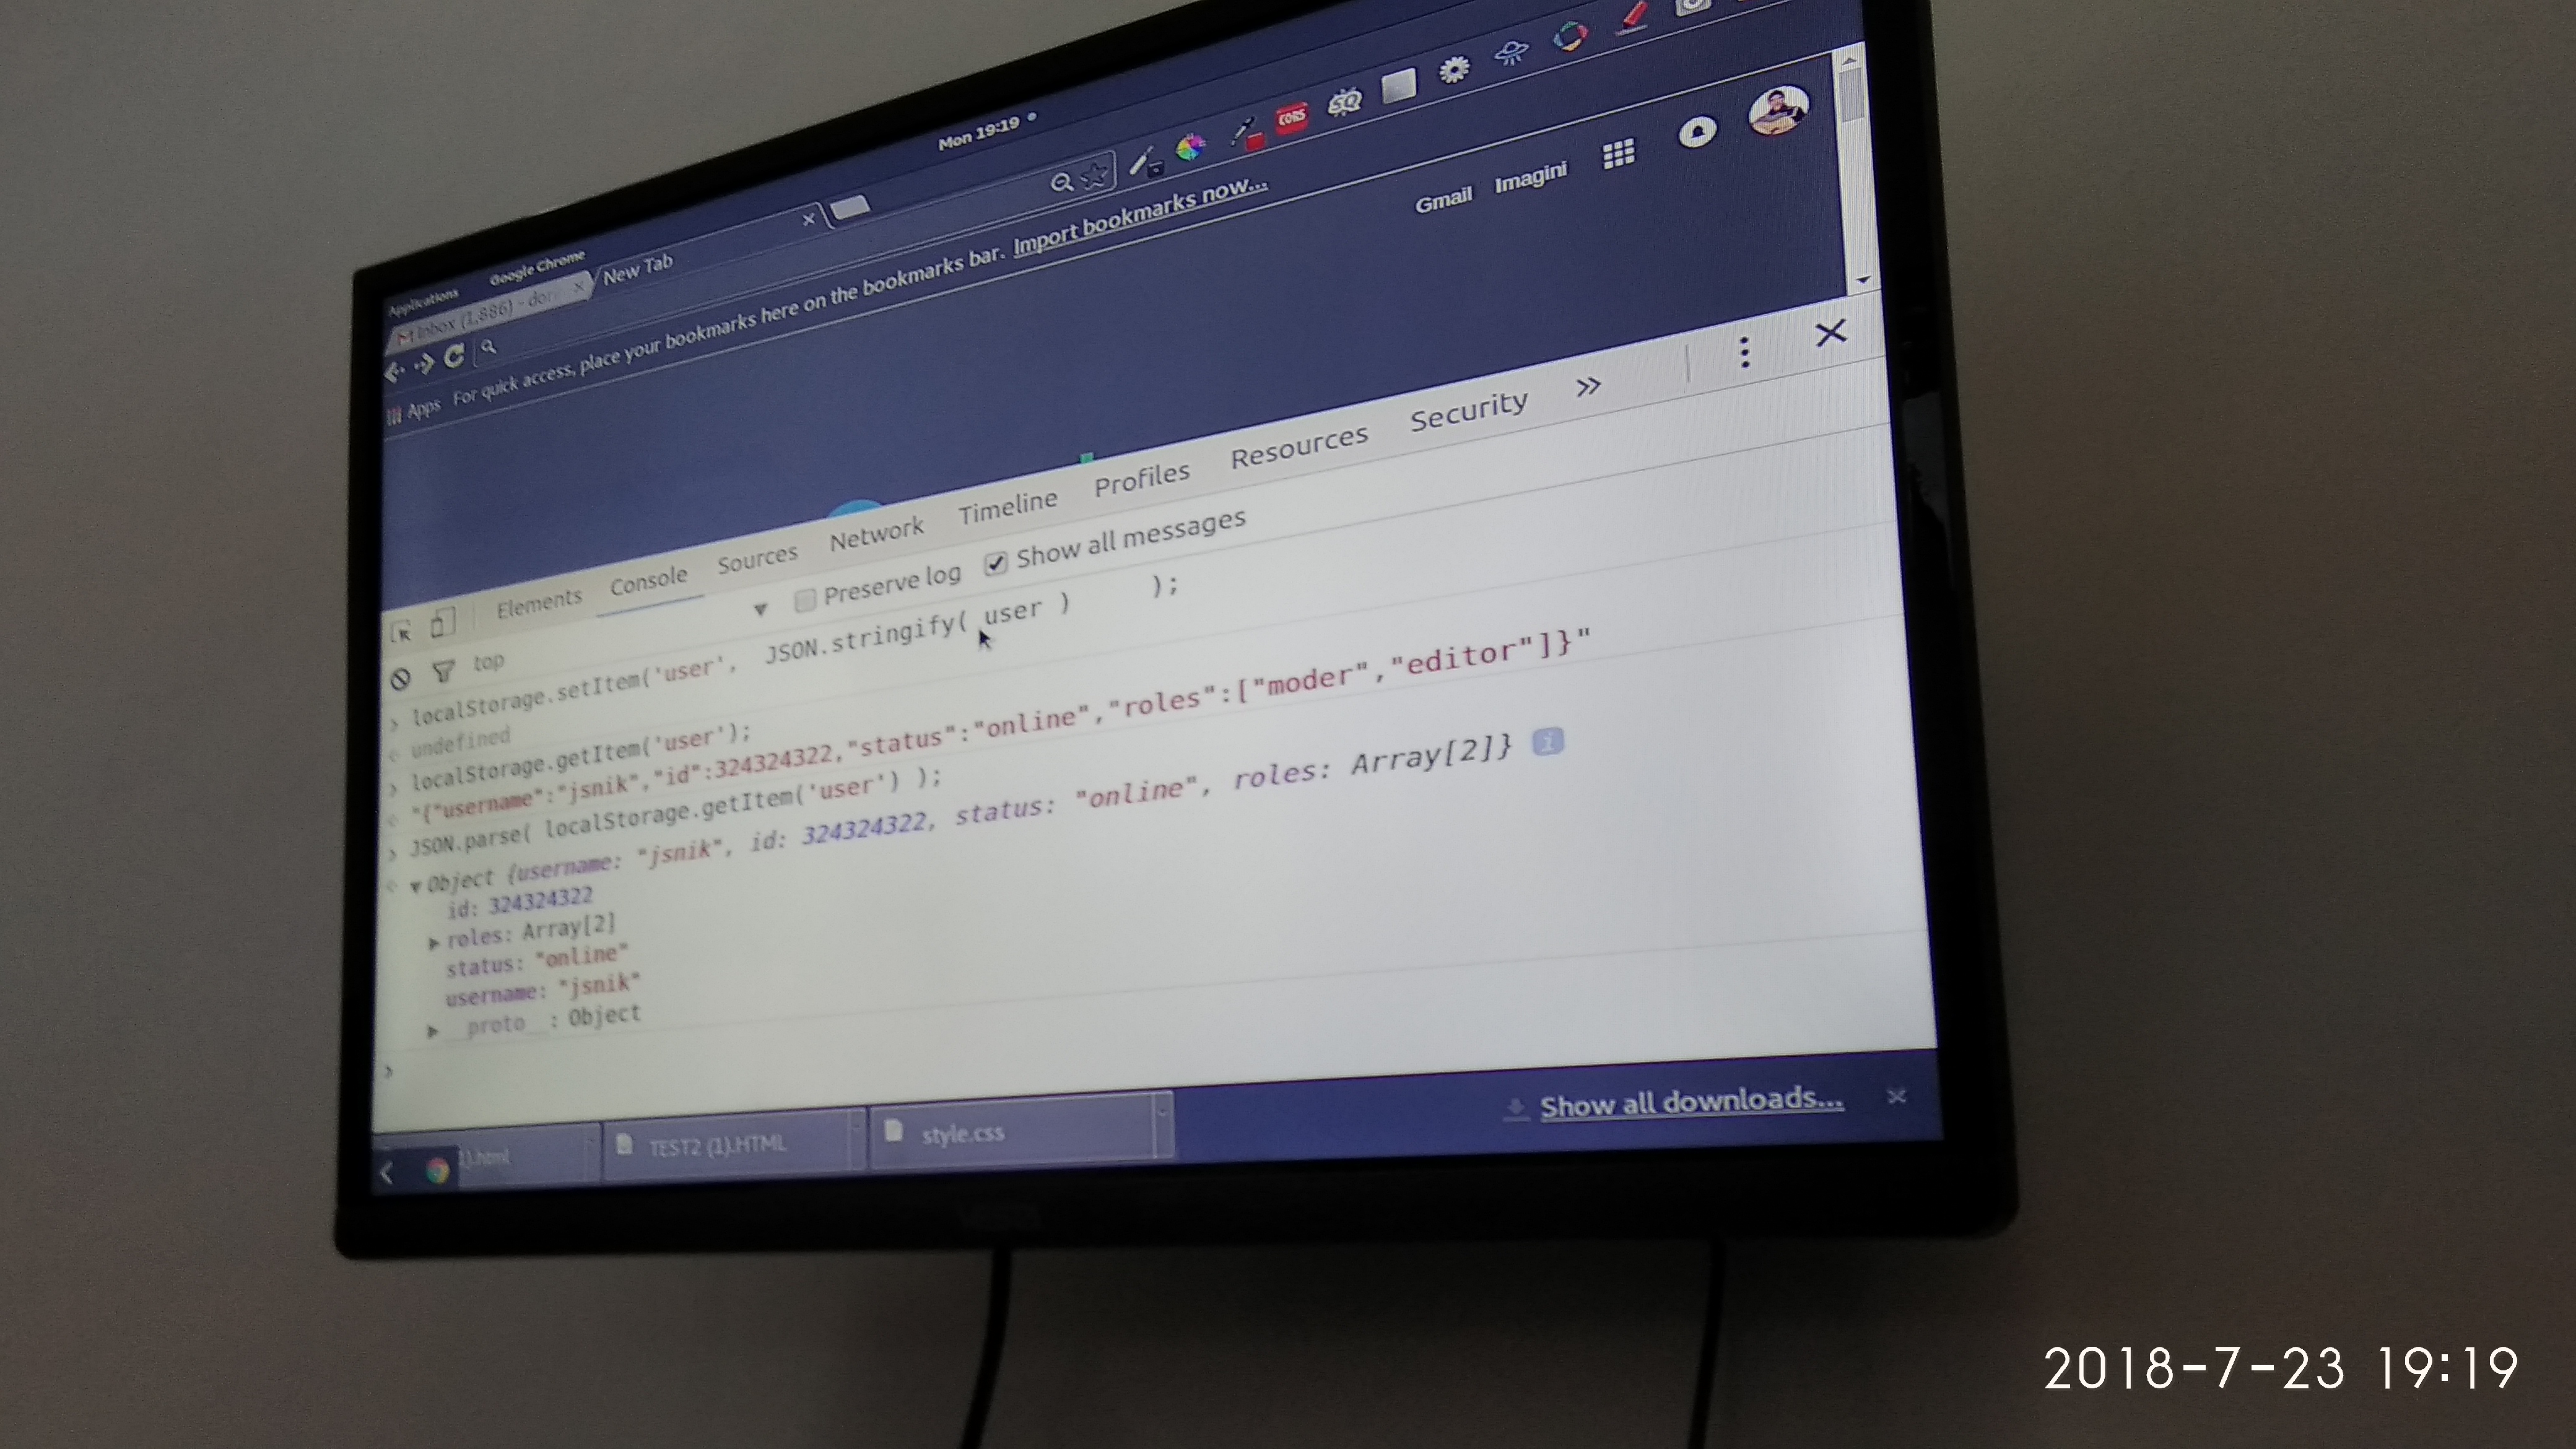 Mon 19:19
Applications Google Chrome
Inbox (1,886) - dor × New Tab ×
Apps For quick access, place your bookmarks here on the bookmarks bar. Import bookmarks now...
CORS SQ
Gmail Imagini
Elements Console Sources Network Timeline Profiles Resources Security »
top ▼ Preserve log Show all messages
> localStorage.setItem('user', JSON.stringify( user ) );
< undefined
> localStorage.getItem('user');
< "{"username":"jsnik","id":324324322,"status":"online","roles":["moder","editor"]}"
> JSON.parse( localStorage.getItem('user') );
< ▼ Object {username: "jsnik", id: 324324322, status: "online", roles: Array[2]} i
id: 324324322
▶ roles: Array[2]
status: "online"
username: "jsnik"
▶ __proto__: Object
>
1).html TEST2 (1).HTML style.css Show all downloads...
2018-7-23 19:19